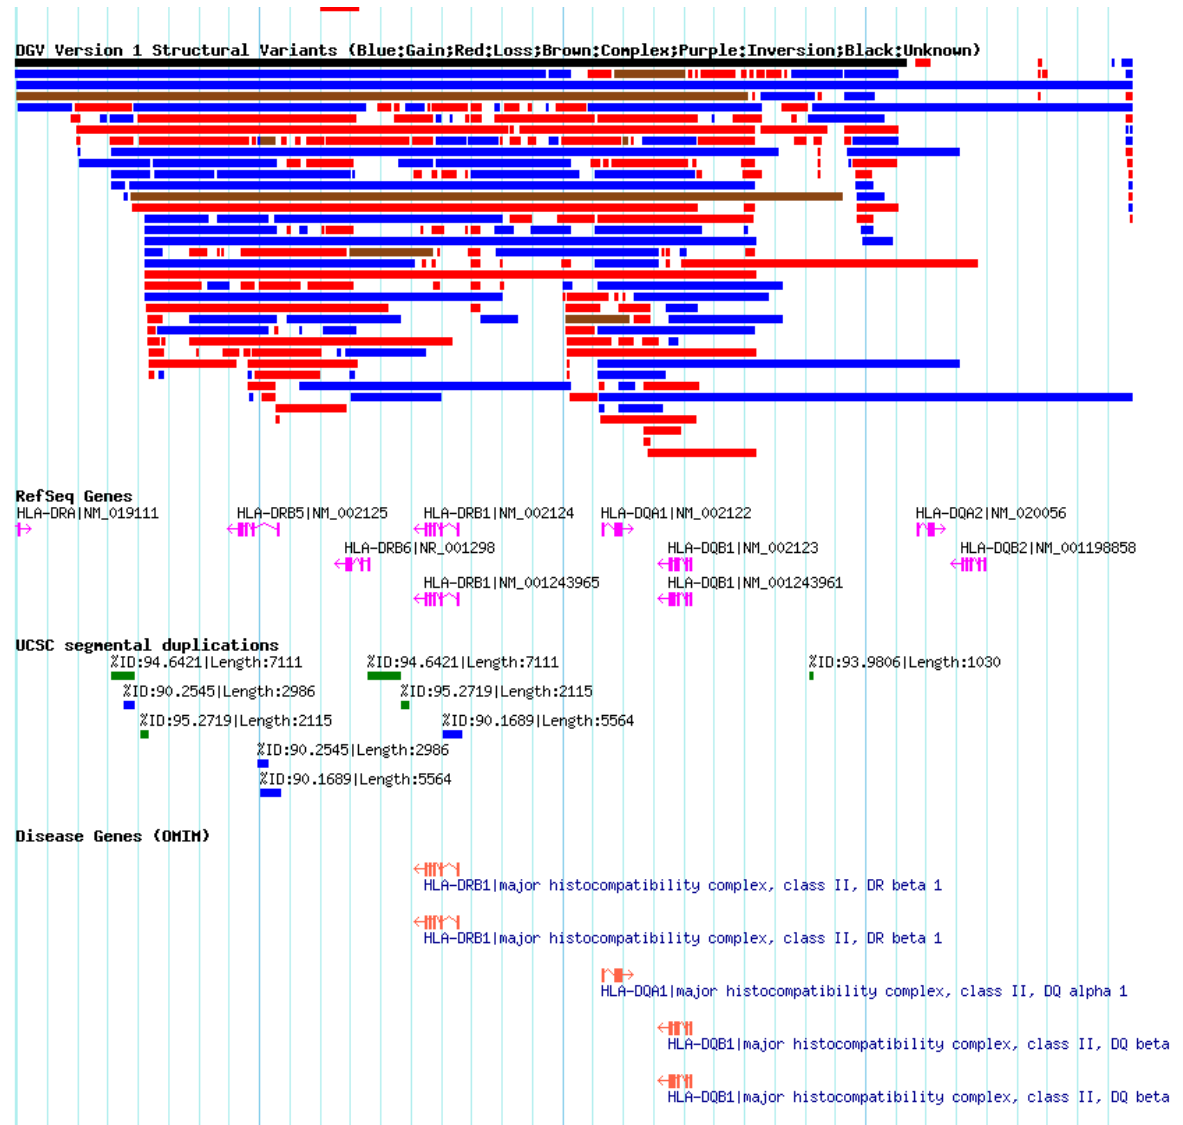 DGV Version 1 Structural Variants (Blue:Gain;Red:Loss;Brown:Complex;Purple:Inversion;Black:Unknown)
RefSeq Genes
HLA-DRA|NM_019111 HLA-DRB5|NM_002125 HLA-DRB1|NM_002124 HLA-DQA1|NM_002122 HLA-DQA2|NM_020056
HLA-DRB6|NR_001298 HLA-DQB1|NM_002123 HLA-DQB2|NM_001198858
HLA-DRB1|NM_001243965 HLA-DQB1|NM_001243961
UCSC segmental duplications
%ID:94.6421|Length:7111 %ID:94.6421|Length:7111 %ID:93.9806|Length:1030
%ID:90.2545|Length:2986 %ID:95.2719|Length:2115
%ID:95.2719|Length:2115 %ID:90.1689|Length:5564
%ID:90.2545|Length:2986
%ID:90.1689|Length:5564
Disease Genes (OMIM)
HLA-DRB1|major histocompatibility complex, class II, DR beta 1
HLA-DRB1|major histocompatibility complex, class II, DR beta 1
HLA-DQA1|major histocompatibility complex, class II, DQ alpha 1
HLA-DQB1|major histocompatibility complex, class II, DQ beta
HLA-DQB1|major histocompatibility complex, class II, DQ beta